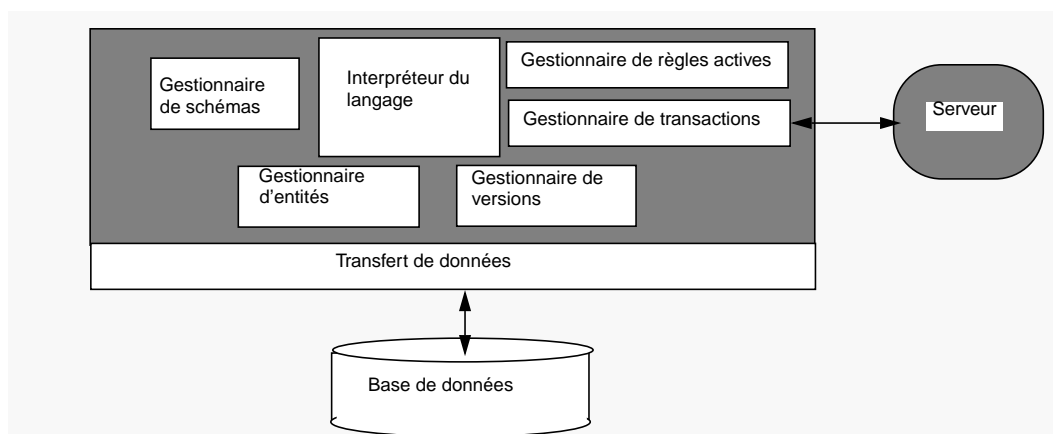 Gestionnaire
de schémas
Interpréteur du
langage
Gestionnaire de règles actives
Gestionnaire de transactions
Serveur
Gestionnaire
d'entités
Gestionnaire de
versions
Transfert de données
Base de données